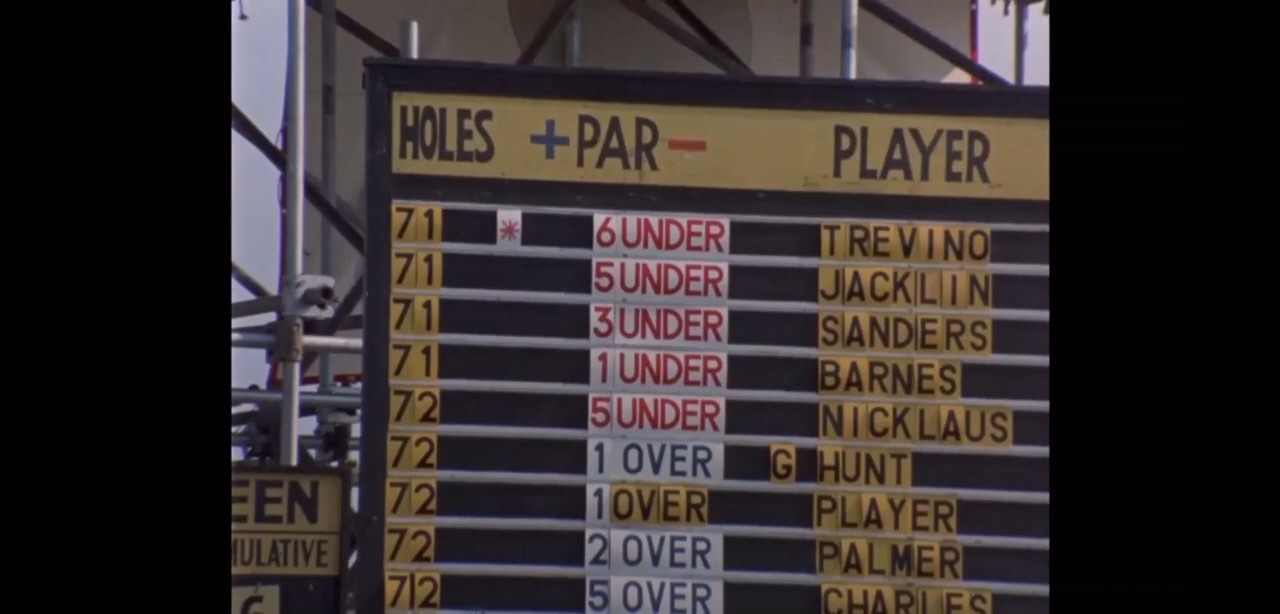 HOLES +PAR- PLAYER
71 * 6 UNDER TREVINO
71 5 UNDER JACKLIN
71 3 UNDER SANDERS
71 1 UNDER BARNES
72 5 UNDER NICKLAUS
72 1 OVER G HUNT
72 1 OVER PLAYER
72 2 OVER PALMER
72 5 OVER CHARLES
EEN
MULATIVE